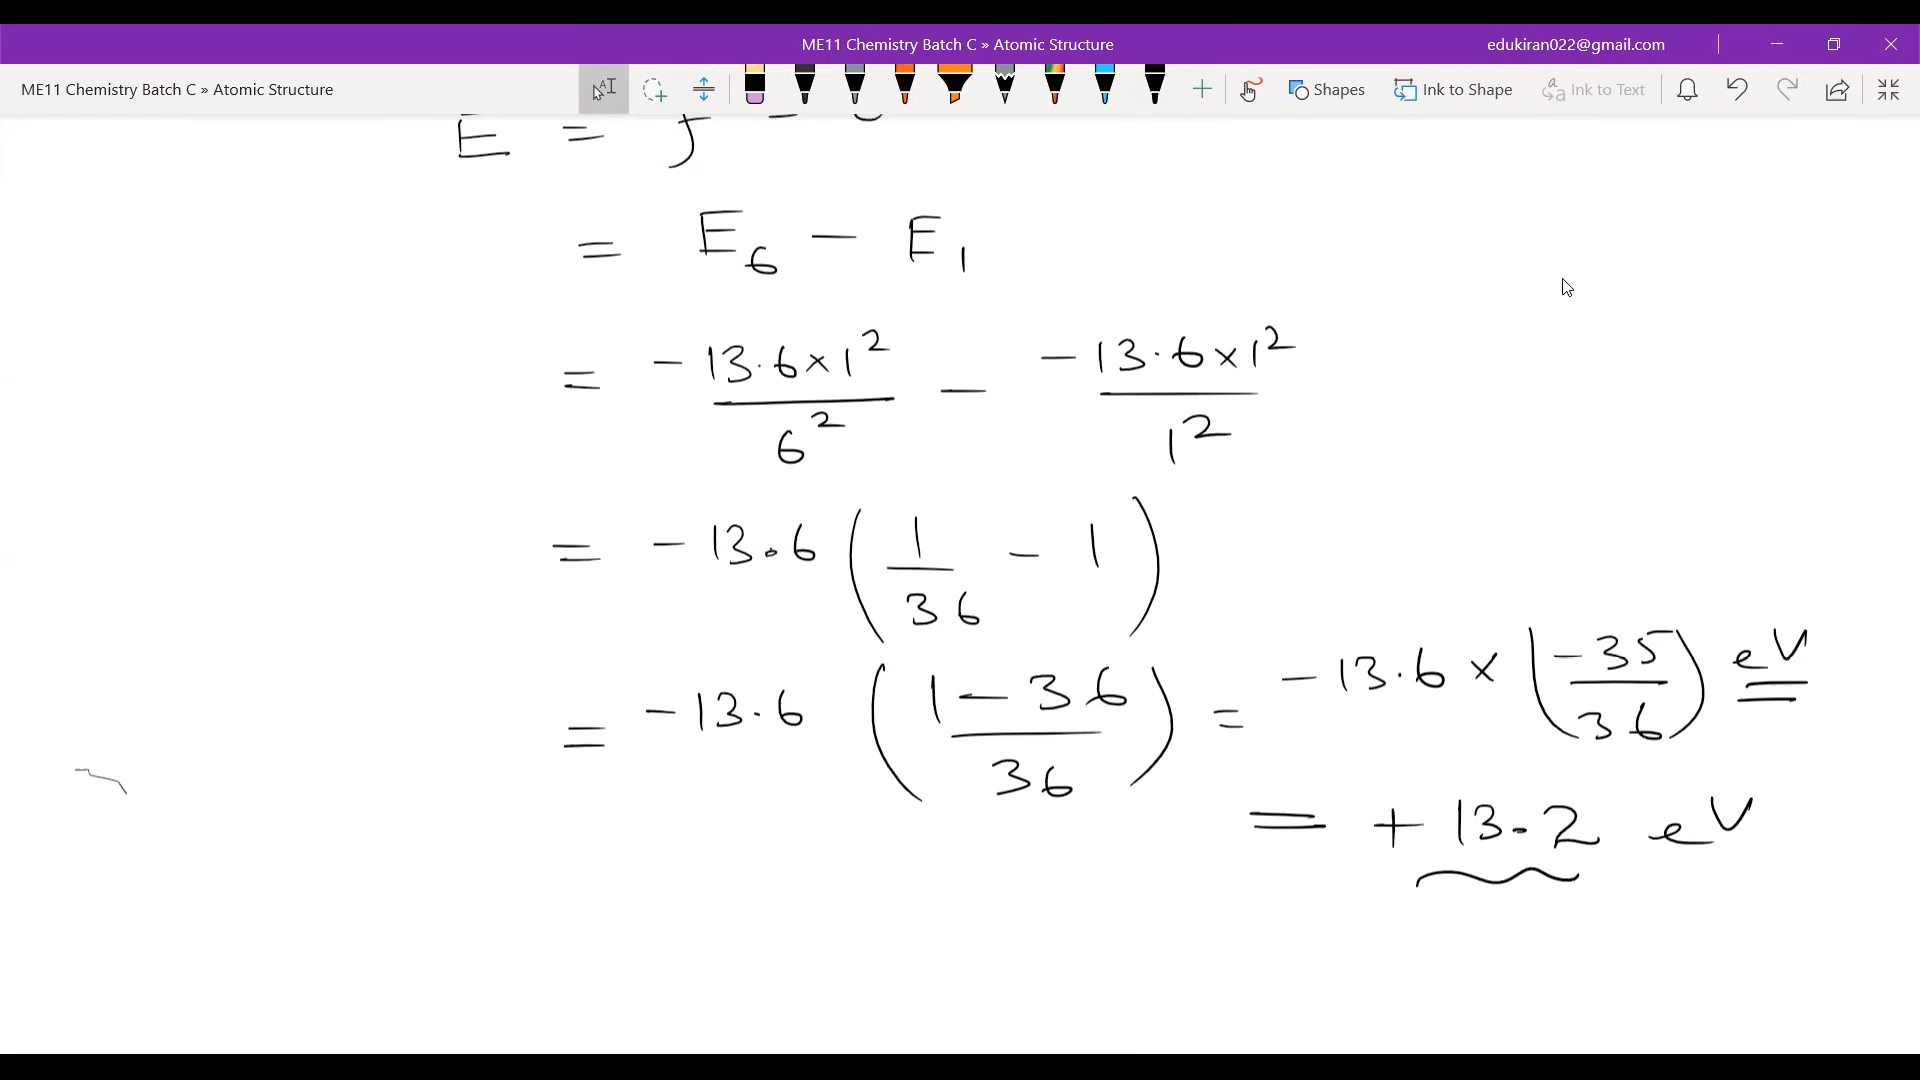 ME11 Chemistry Batch C » Atomic Structure
edukiran022@gmail.com
ME11 Chemistry Batch C » Atomic Structure
Shapes
Ink to Shape
Ink to Text
E =
= E₆ − E₁
= −13.6×1²/6² − −13.6×1²/1²
= −13.6 (1/36 − 1)
= −13.6 (1−36/36) = −13.6 × (−35/36) eV
= +13.2 eV